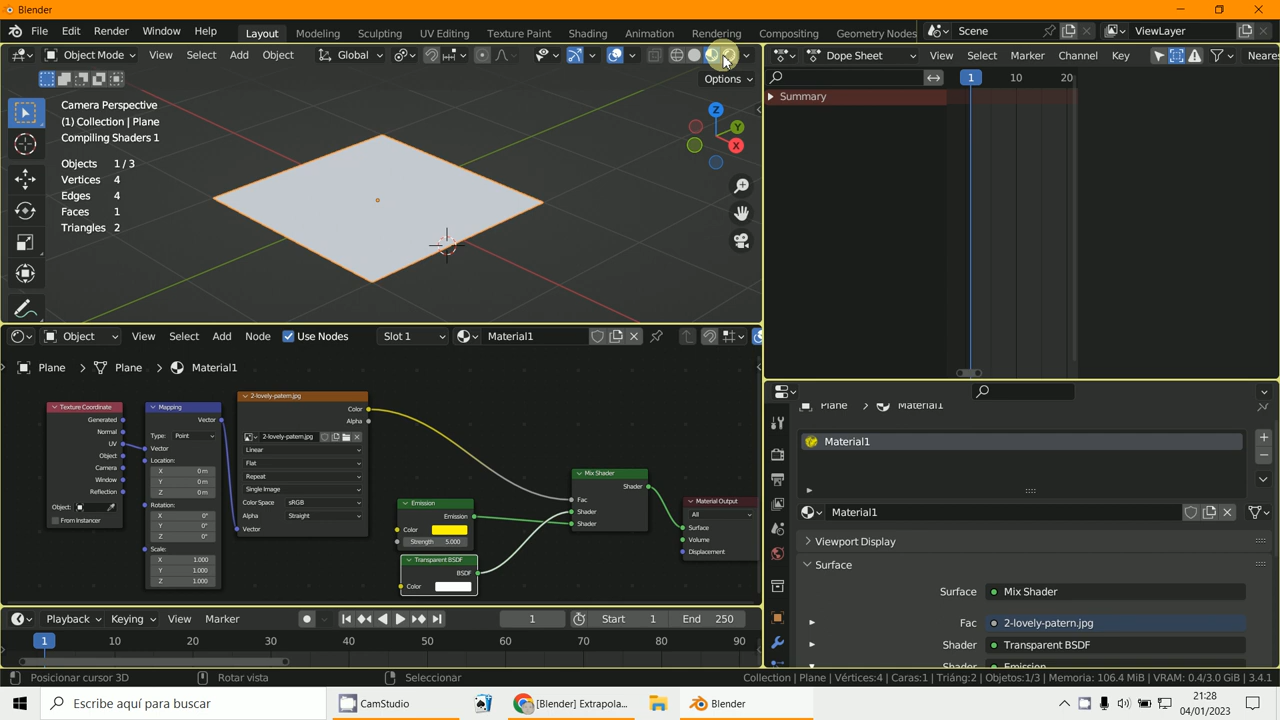 Blender
File Edit Render Window Help Layout Modeling Sculpting UV Editing Texture Paint Shading Animation Rendering Compositing Geometry Nodes Scene ViewLayer
Object Mode View Select Add Object Global
Options
Camera Perspective
(1) Collection | Plane
Compiling Shaders 1
Objects 1/3
Vertices 4
Edges 4
Faces 1
Triangles 2
Z
Y
X
Dope Sheet View Select Marker Channel Key Neare
1 10 20
Summary
Object View Select Add Node Use Nodes Slot 1 Material1
Plane Plane Material1
Texture Coordinate
Generated
Normal
UV
Object
Camera
Window
Reflection
Object:
From Instancer
Mapping
Vector
Type: Point
Vector
Location:
X 0 m
Y 0 m
Z 0 m
Rotation:
X 0°
Y 0°
Z 0°
Scale:
X 1.000
Y 1.000
Z 1.000
2-lovely-patern.jpg
Color
Alpha
2-lovely-patern.jpg
Linear
Flat
Repeat
Single Image
Color Space sRGB
Alpha Straight
Vector
Emission
Emission
Color
Strength 5.000
Transparent BSDF
BSDF
Color
Mix Shader
Shader
Fac
Shader
Shader
Material Output
All
Surface
Volume
Displacement
Plane Material1
Material1
Material1
Viewport Display
Surface
Surface Mix Shader
Fac 2-lovely-patern.jpg
Shader Transparent BSDF
Shader Emission
Playback Keying View Marker 1 Start 1 End 250
1 10 20 30 40 50 60 70 80 90
Posicionar cursor 3D Rotar vista Seleccionar Collection | Plane | Vértices:4 | Caras:1 | Triáng:2 | Objetos:1/3 | Memoria: 106.4 MiB | VRAM: 0.4/3.0 GiB | 3.4.1
Escribe aquí para buscar CamStudio [Blender] Extrapola... Blender
21:28
04/01/2023